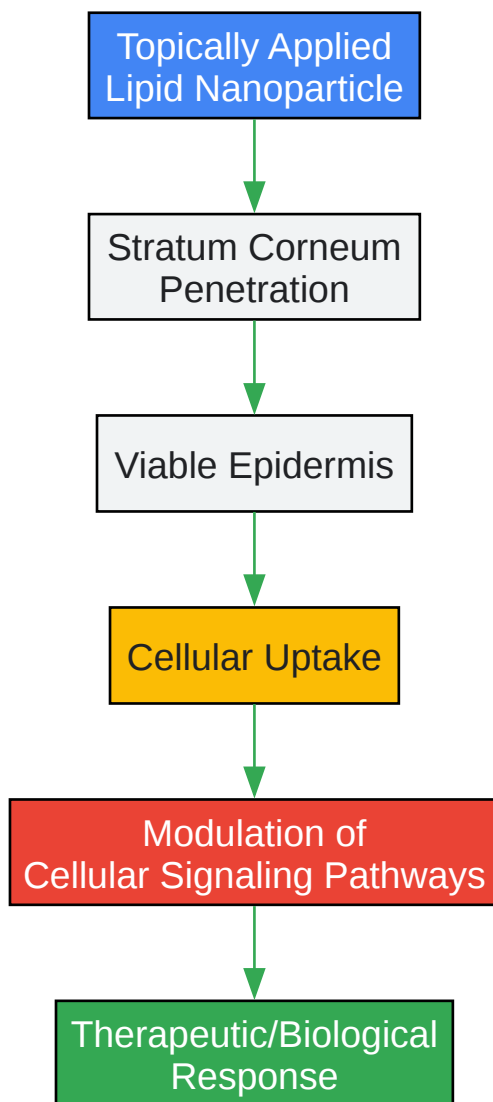 Topically Applied
Lipid Nanoparticle
Stratum Corneum
Penetration
Viable Epidermis
Cellular Uptake
Modulation of
Cellular Signaling Pathways
Therapeutic/Biological
Response